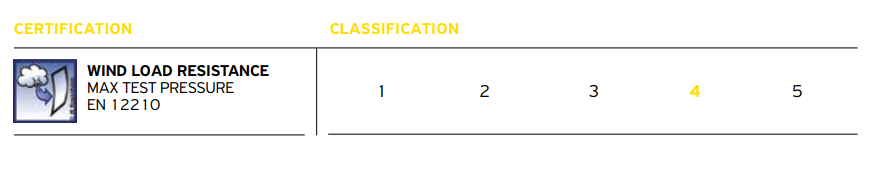 CERTIFICATION
CLASSIFICATION
WIND LOAD RESISTANCE
MAX TEST PRESSURE
EN 12210
1 2 3 4 5